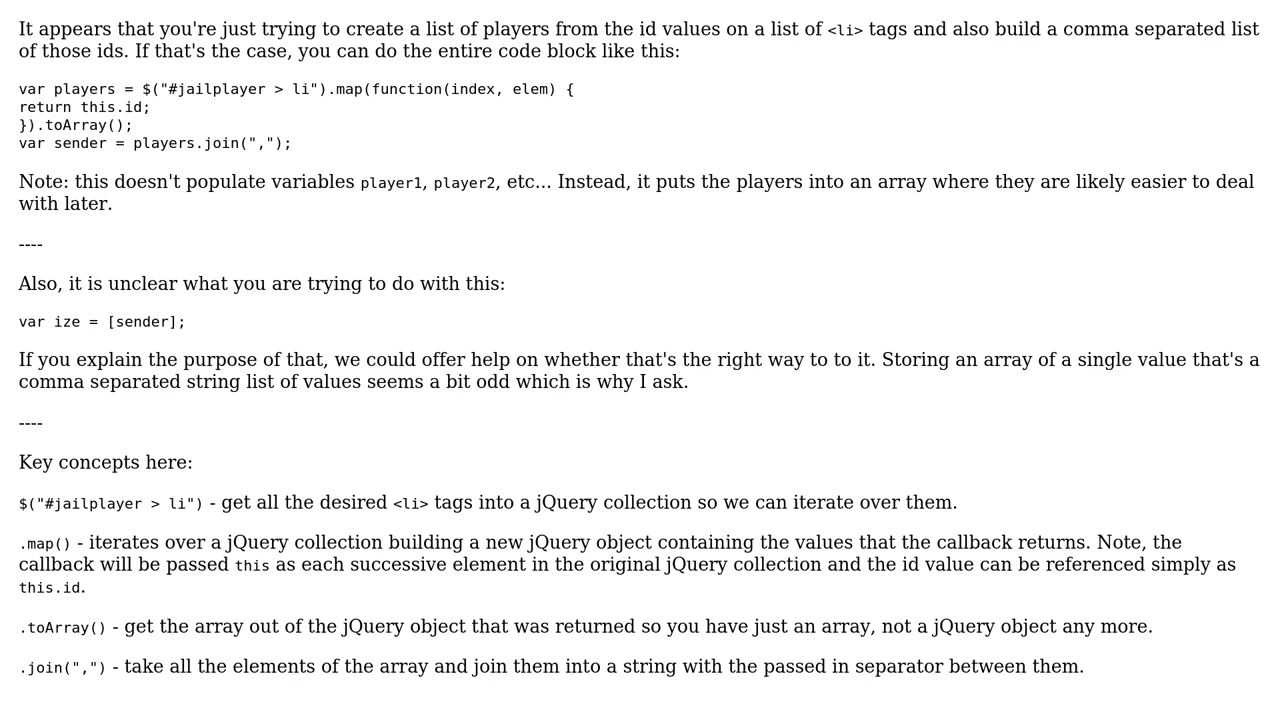 It appears that you're just trying to create a list of players from the id values on a list of <li> tags and also build a comma separated list
of those ids. If that's the case, you can do the entire code block like this:
var players = $("#jailplayer > li").map(function(index, elem) {
return this.id;
}).toArray();
var sender = players.join(",");
Note: this doesn't populate variables player1, player2, etc... Instead, it puts the players into an array where they are likely easier to deal
with later.
----
Also, it is unclear what you are trying to do with this:
var ize = [sender];
If you explain the purpose of that, we could offer help on whether that's the right way to to it. Storing an array of a single value that's a
comma separated string list of values seems a bit odd which is why I ask.
----
Key concepts here:
$("#jailplayer > li") - get all the desired <li> tags into a jQuery collection so we can iterate over them.
.map() - iterates over a jQuery collection building a new jQuery object containing the values that the callback returns. Note, the
callback will be passed this as each successive element in the original jQuery collection and the id value can be referenced simply as
this.id.
.toArray() - get the array out of the jQuery object that was returned so you have just an array, not a jQuery object any more.
.join(",") - take all the elements of the array and join them into a string with the passed in separator between them.